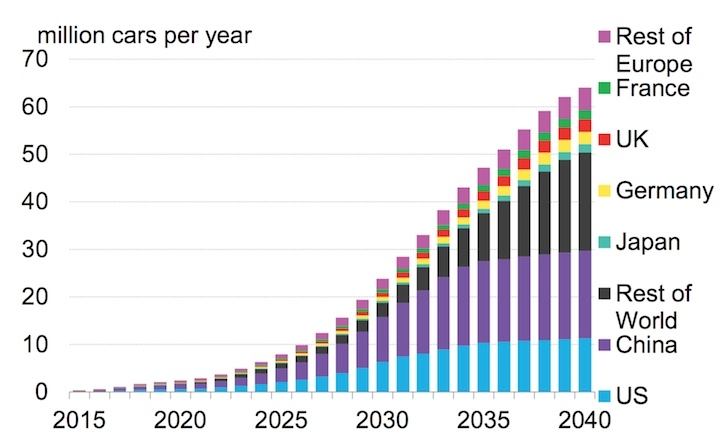 million cars per year
70
60
50
40
30
20
10
0
2015 2020 2025 2030 2035 2040
Rest of
Europe
France
UK
Germany
Japan
Rest of
World
China
US